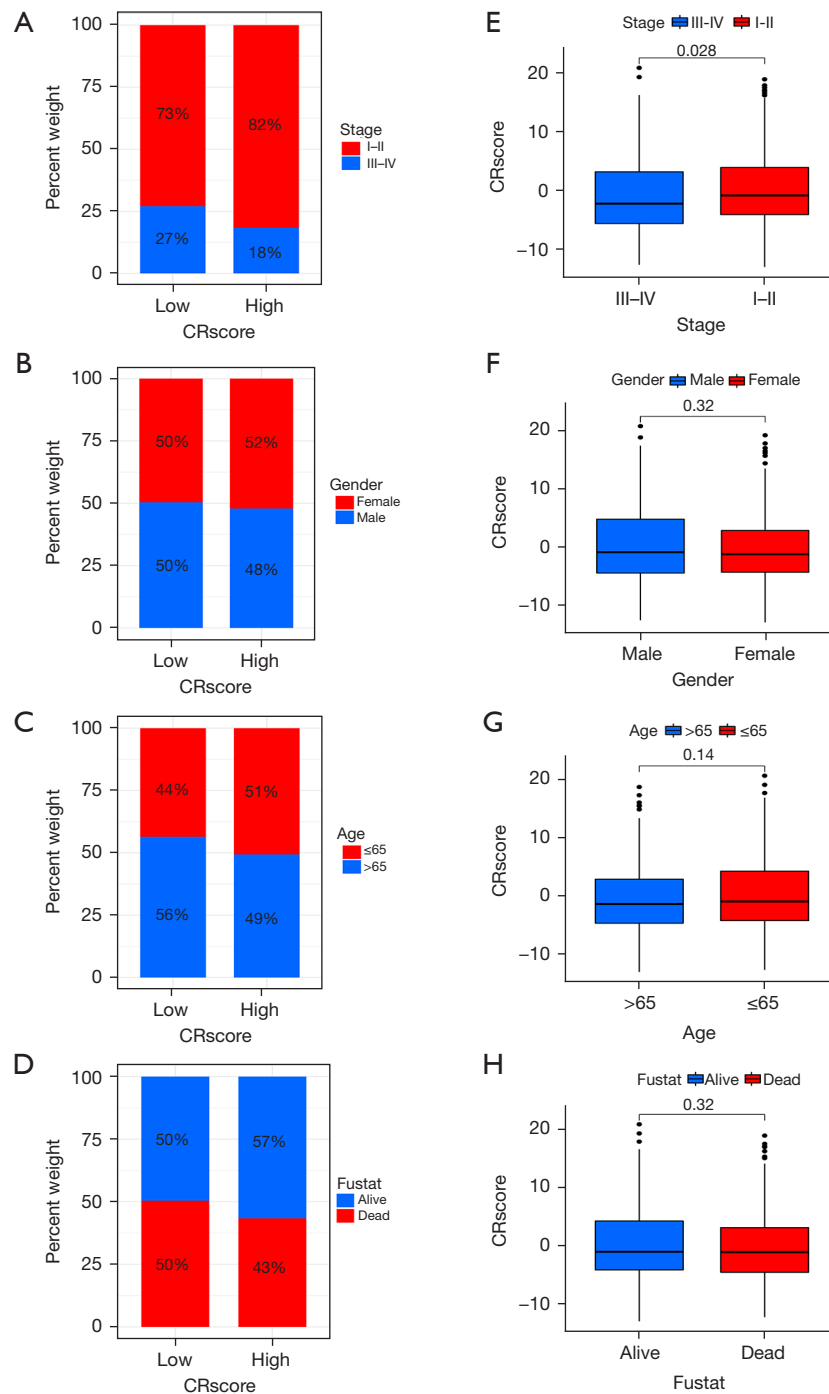 A
100
75
50
25
0
Percent weight
73%
82%
27%
18%
Low
High
CRscore
Stage
I–II
III–IV
E
Stage III-IV I-II
0.028
20
10
0
–10
CRscore
III–IV
I–II
Stage
B
100
75
50
25
0
Percent weight
50%
52%
50%
48%
Low
High
CRscore
Gender
Female
Male
F
Gender Male Female
0.32
20
10
0
–10
CRscore
Male
Female
Gender
C
100
75
50
25
0
Percent weight
44%
51%
56%
49%
Low
High
CRscore
Age
≤65
>65
G
Age >65 ≤65
0.14
20
10
0
–10
CRscore
>65
≤65
Age
D
100
75
50
25
0
Percent weight
50%
57%
50%
43%
Low
High
CRscore
Fustat
Alive
Dead
H
Fustat Alive Dead
0.32
20
10
0
–10
CRscore
Alive
Dead
Fustat